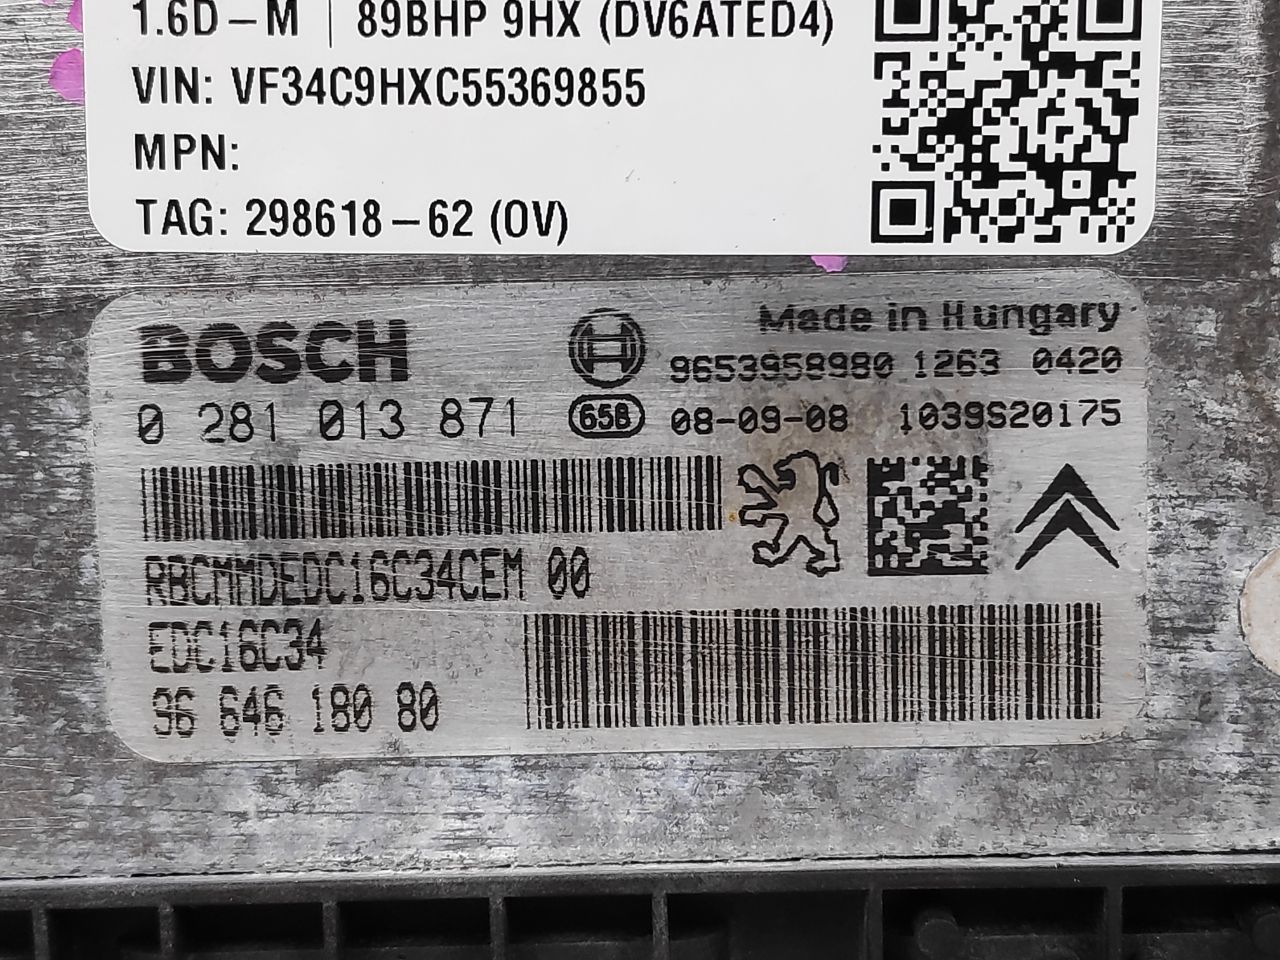 1.6D-M | 89BHP 9HX (DV6ATED4)
VIN: VF34C9HXC55369855
MPN:
TAG: 298618-62 (OV)
BOSCH
Made in Hungary
9653958980 1263 0420
0 281 013 871
65B
08-09-08 1039S20175
RBCMMDEDC16C34CEM 00
EDC16C34
96 646 180 80